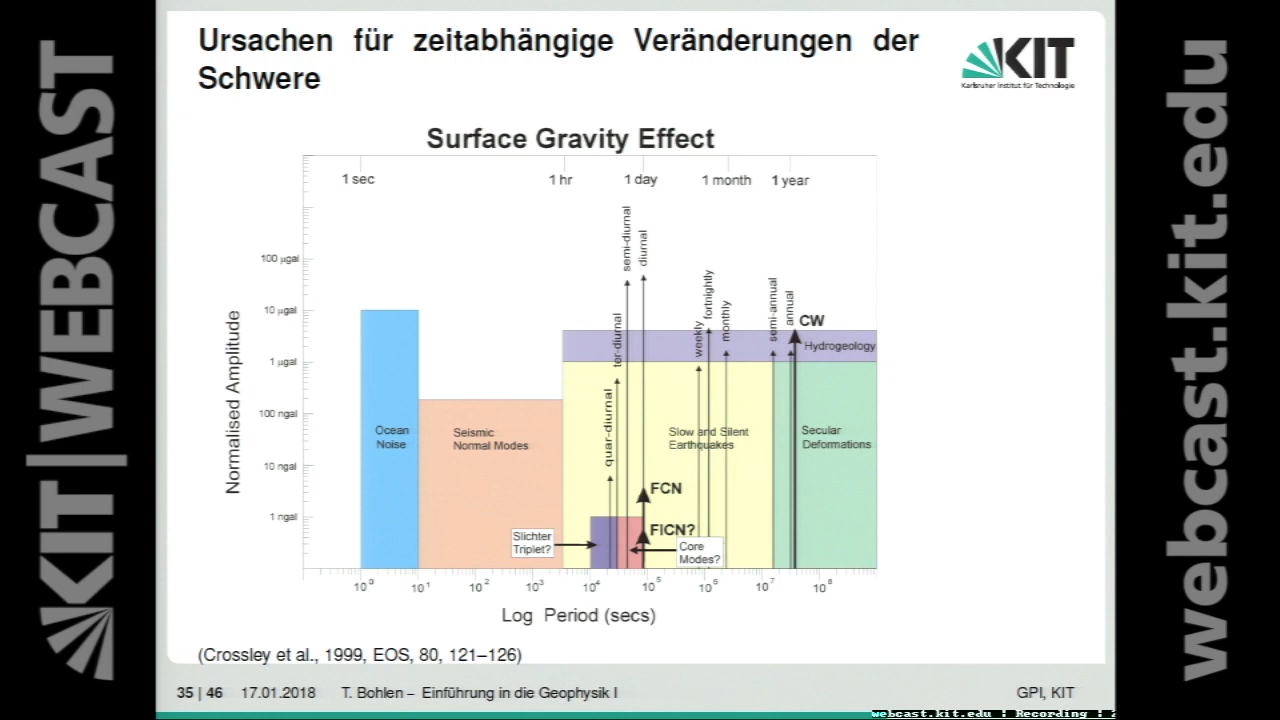 KIT | WEBCAST
Ursachen für zeitabhängige Veränderungen der
Schwere
KIT
Karlsruher Institut für Technologie
Surface Gravity Effect
1 sec
1 hr
1 day
1 month
1 year
100 µgal
10 µgal
1 µgal
100 ngal
10 ngal
1 ngal
Normalised Amplitude
Ocean
Noise
Seismic
Normal Modes
quar-diurnal
ter-diurnal
semi-diurnal
diurnal
weekly
fortnightly
monthly
semi-annual
annual
CW
Hydrogeology
Slow and Silent
Earthquakes
Secular
Deformations
FCN
FICN?
Slichter
Triplet?
Core
Modes?
10⁰ 10¹ 10² 10³ 10⁴ 10⁵ 10⁶ 10⁷ 10⁸
Log Period (secs)
(Crossley et al., 1999, EOS, 80, 121–126)
35 | 46 17.01.2018 T. Bohlen – Einführung in die Geophysik I GPI, KIT
webcast.kit.edu : Recording :
webcast.kit.edu